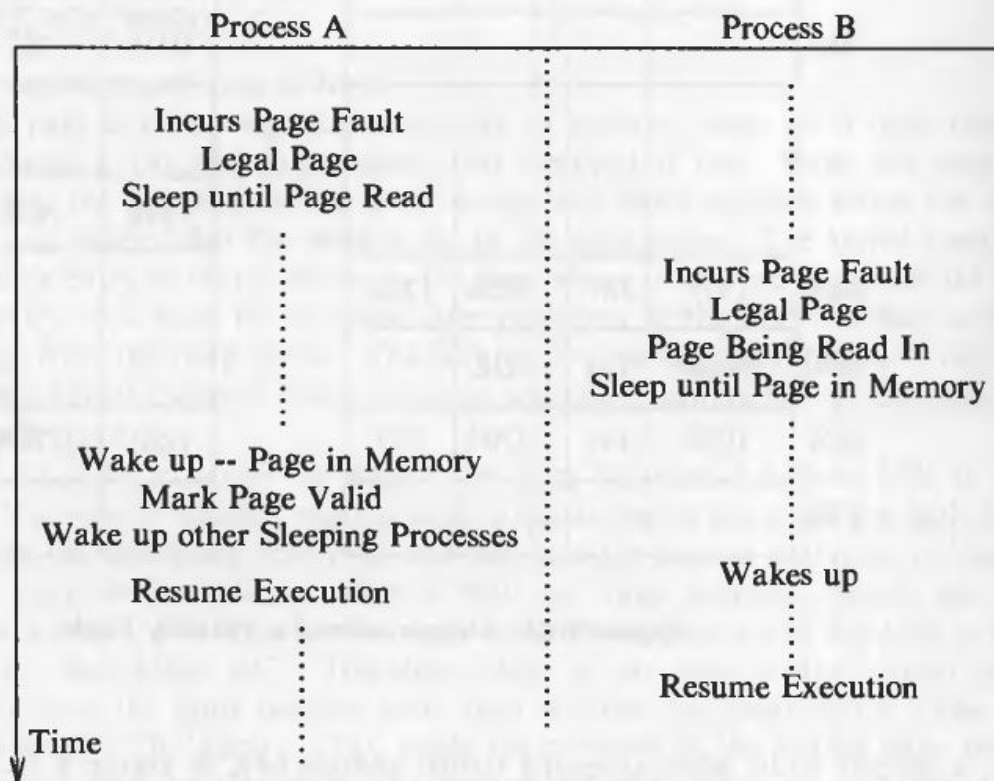 Process A
Process B
Incurs Page Fault
Legal Page
Sleep until Page Read
Incurs Page Fault
Legal Page
Page Being Read In
Sleep until Page in Memory
Wake up -- Page in Memory
Mark Page Valid
Wake up other Sleeping Processes
Resume Execution
Wakes up
Resume Execution
Time